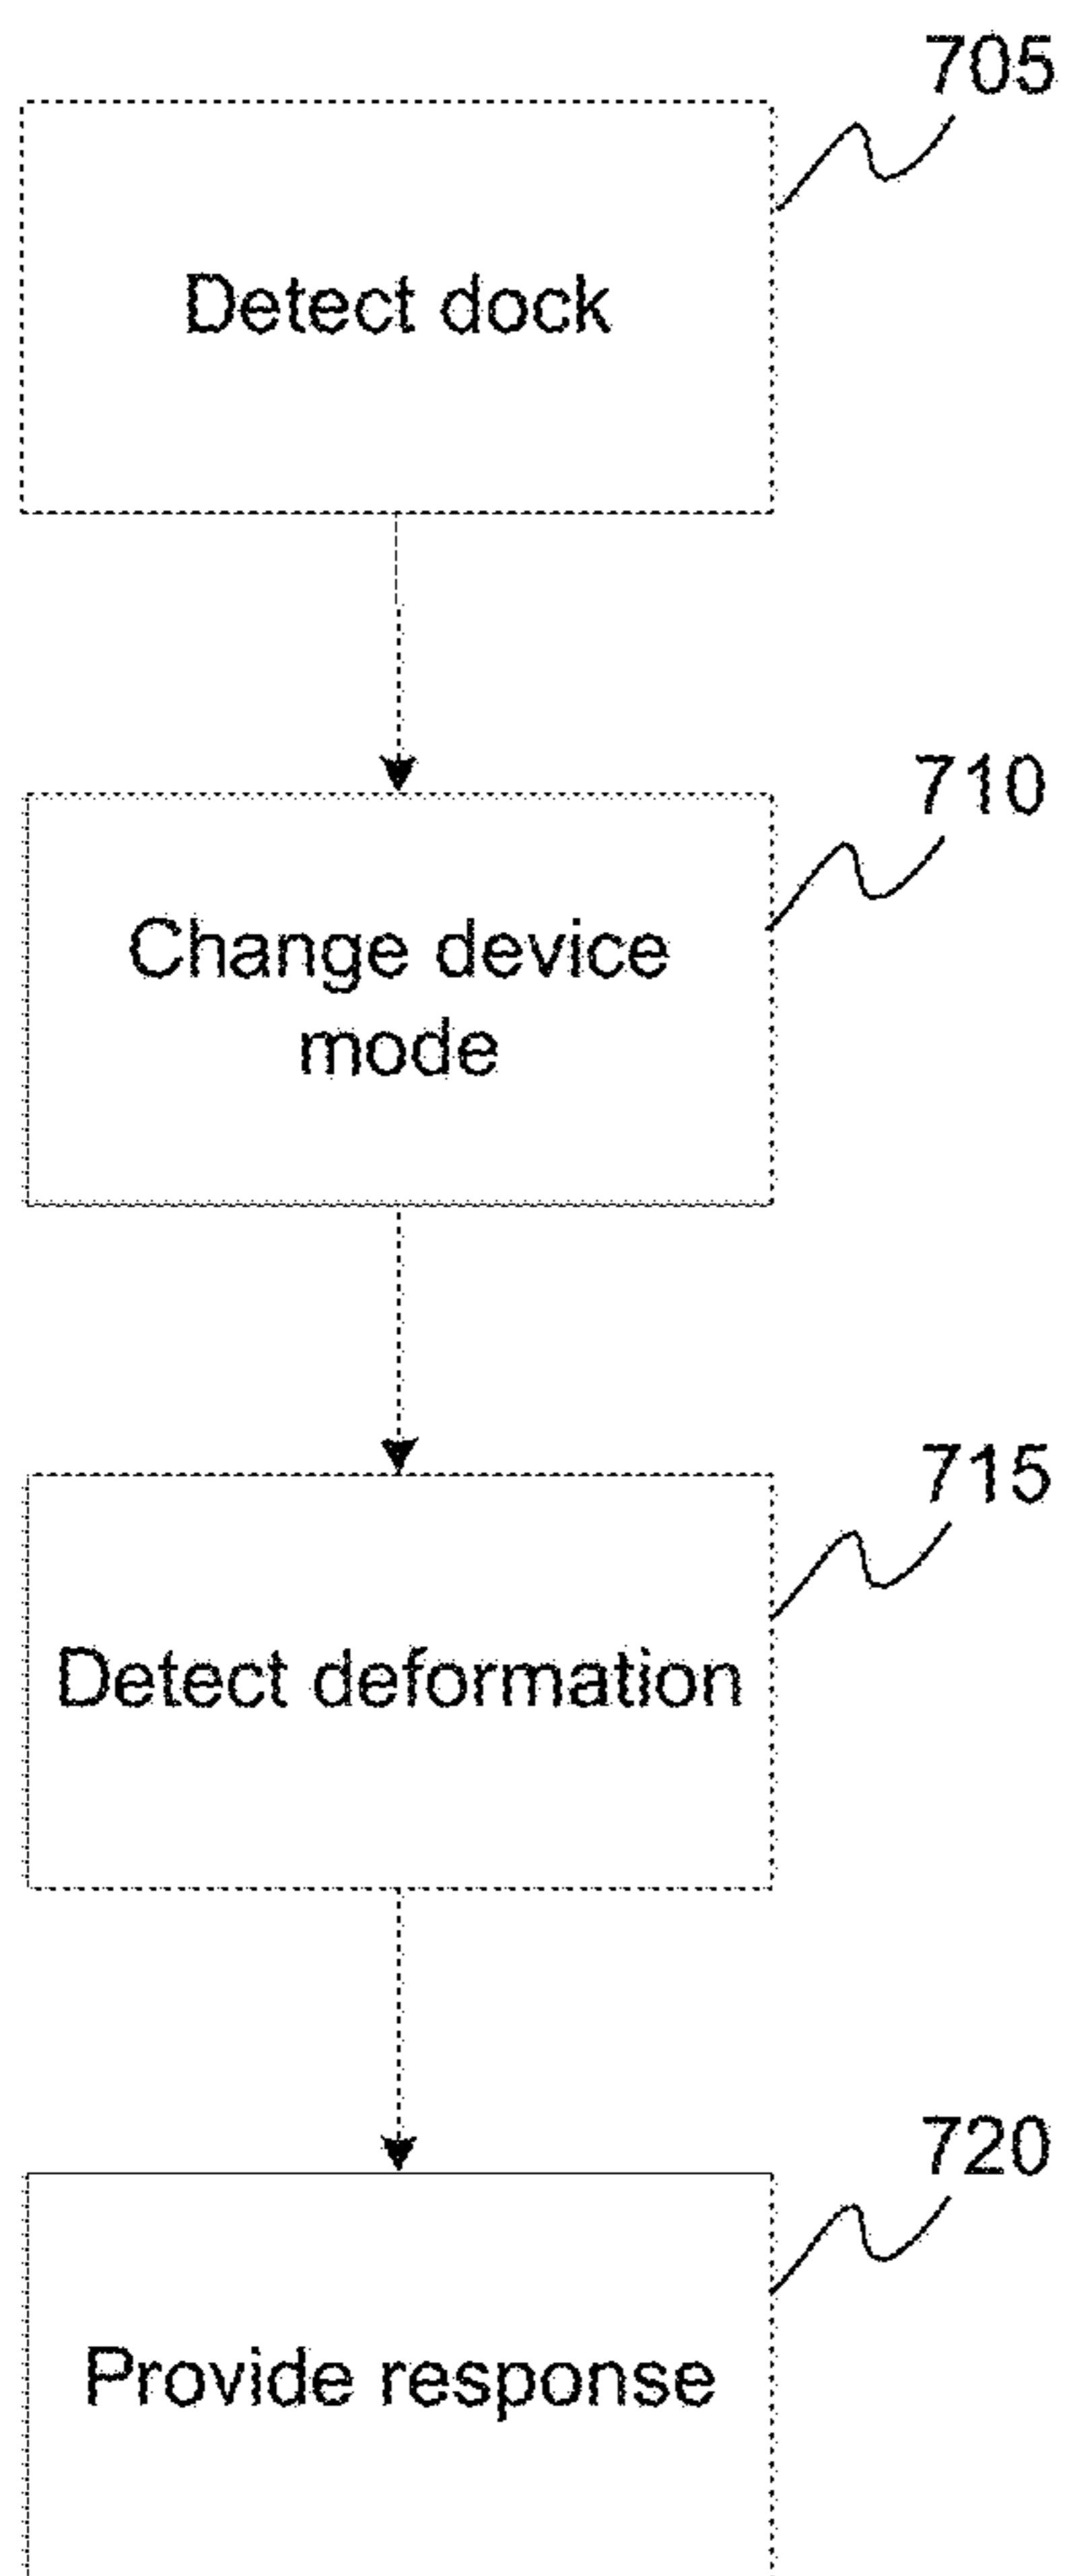 705
Detect dock
710
Change device
mode
715
Detect deformation
720
Provide response